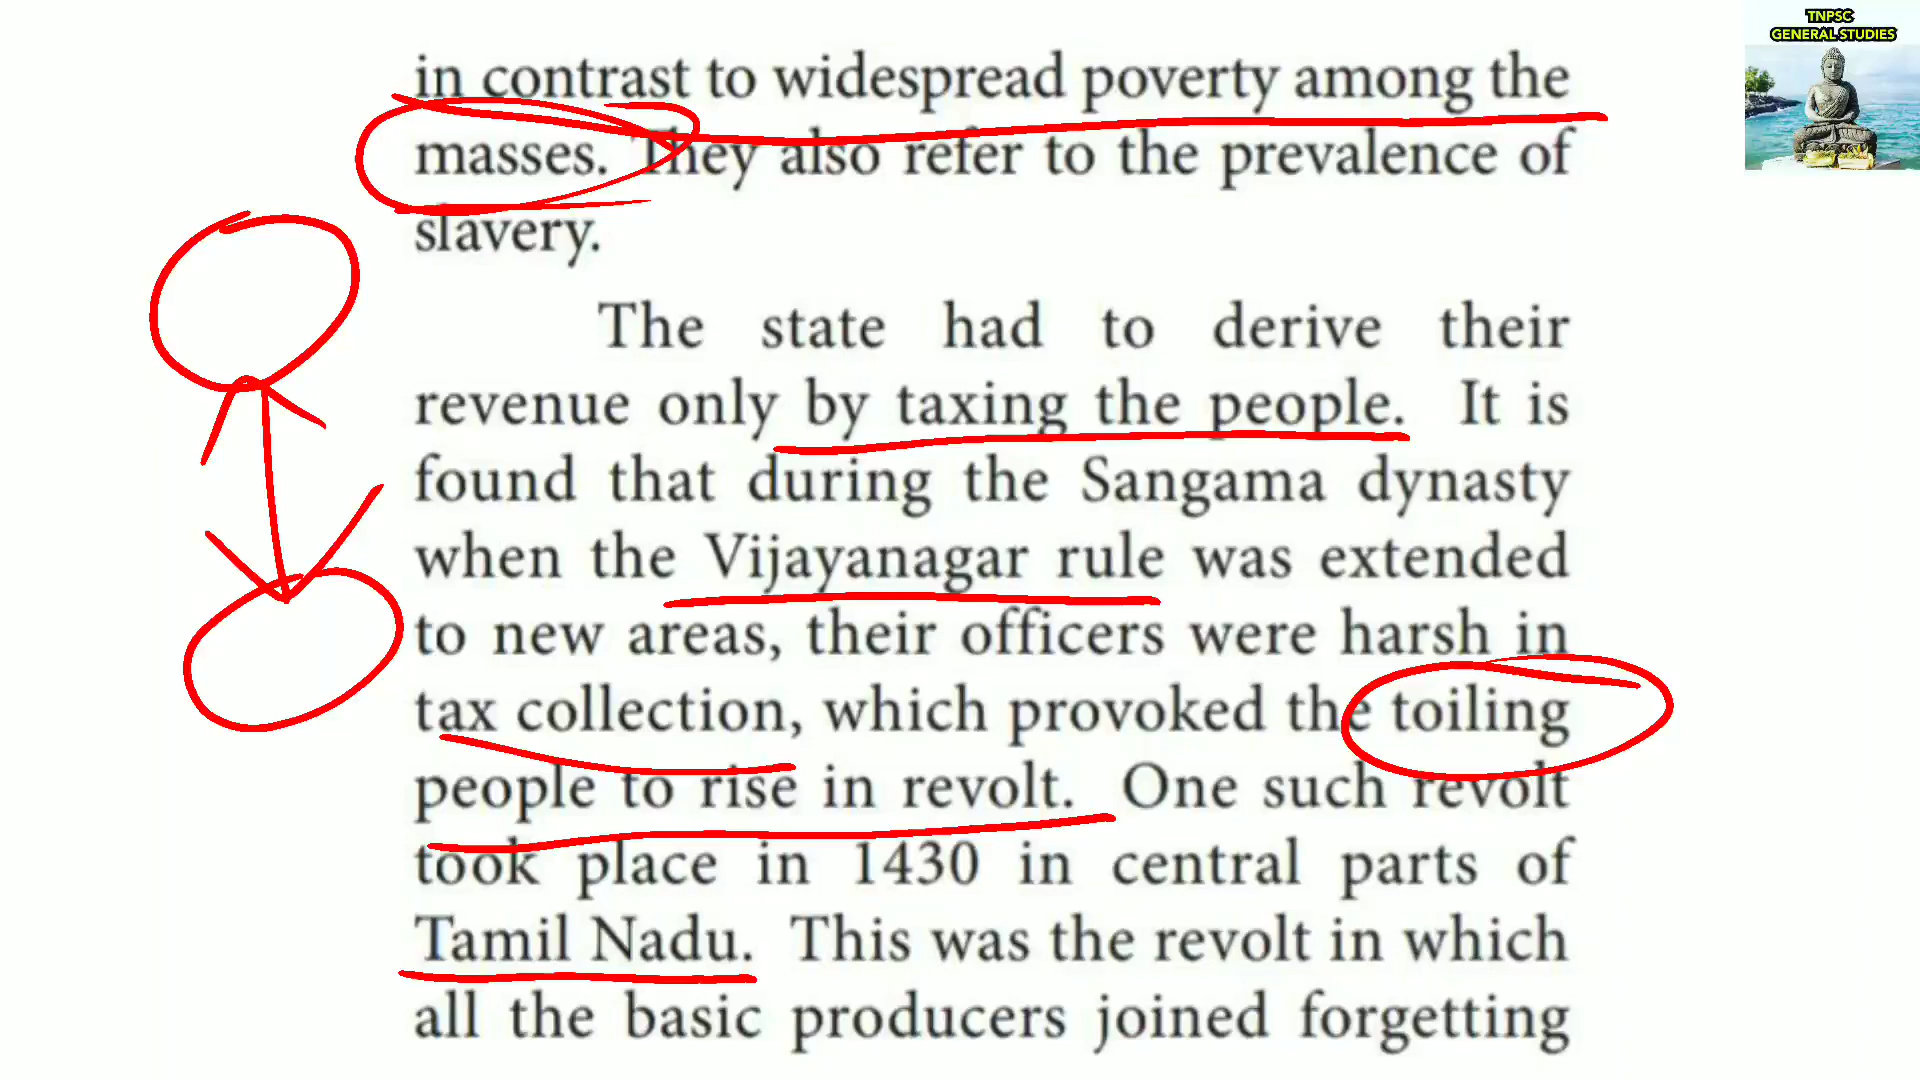 TNPSC
GENERAL STUDIES
in contrast to widespread poverty among the
masses. They also refer to the prevalence of
slavery.
The state had to derive their
revenue only by taxing the people. It is
found that during the Sangama dynasty
when the Vijayanagar rule was extended
to new areas, their officers were harsh in
tax collection, which provoked the toiling
people to rise in revolt. One such revolt
took place in 1430 in central parts of
Tamil Nadu. This was the revolt in which
all the basic producers joined forgetting